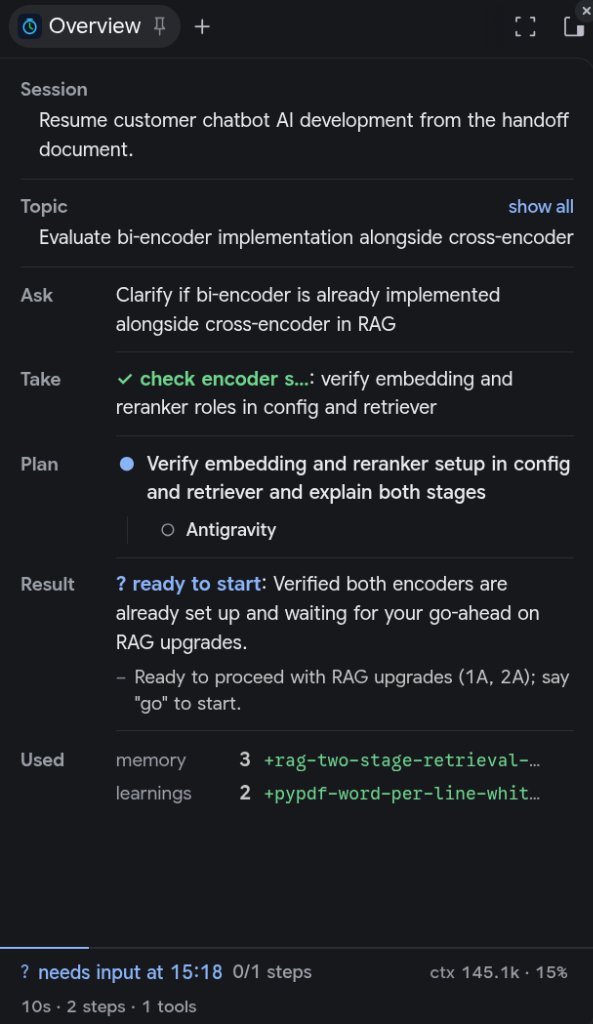 Overview
Session
Resume customer chatbot AI development from the handoff
document.
Topic show all
Evaluate bi-encoder implementation alongside cross-encoder
Ask Clarify if bi-encoder is already implemented
alongside cross-encoder in RAG
Take ✓ check encoder s...: verify embedding and
reranker roles in config and retriever
Plan Verify embedding and reranker setup in config
and retriever and explain both stages
Antigravity
Result ? ready to start: Verified both encoders are
already set up and waiting for your go-ahead on
RAG upgrades.
– Ready to proceed with RAG upgrades (1A, 2A); say
"go" to start.
Used memory 3 +rag-two-stage-retrieval-…
learnings 2 +pypdf-word-per-line-whit…
? needs input at 15:18 0/1 steps ctx 145.1k · 15%
10s · 2 steps · 1 tools